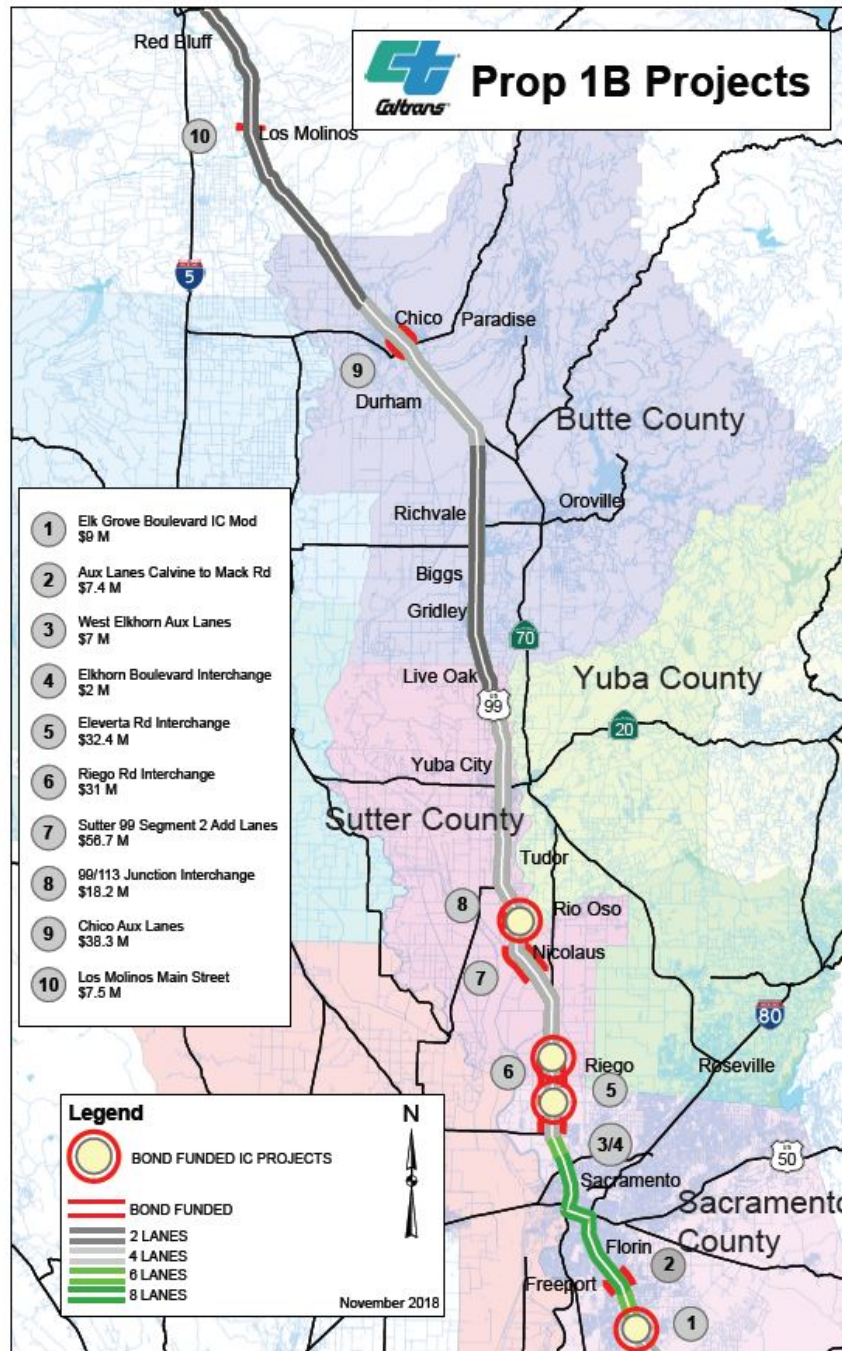 Red Bluff
Caltrans
Prop 1B Projects
10
Los Molinos
5
Chico
Paradise
9
Durham
Butte County
Richvale
Oroville
Biggs
Gridley
70
Live Oak
99
Yuba County
20
Yuba City
Sutter County
Tudor
8
Rio Oso
Nicolaus
7
80
6
Riego
Roseville
5
3/4
50
Sacramento
Sacramento
County
Florin
2
Freeport
1
1 Elk Grove Boulevard IC Mod
$9 M
2 Aux Lanes Calvine to Mack Rd
$7.4 M
3 West Elkhorn Aux Lanes
$7 M
4 Elkhorn Boulevard Interchange
$2 M
5 Eleverta Rd Interchange
$32.4 M
6 Riego Rd Interchange
$31 M
7 Sutter 99 Segment 2 Add Lanes
$56.7 M
8 99/113 Junction Interchange
$18.2 M
9 Chico Aux Lanes
$38.3 M
10 Los Molinos Main Street
$7.5 M
Legend
N
BOND FUNDED IC PROJECTS
BOND FUNDED
2 LANES
4 LANES
6 LANES
8 LANES
November 2018